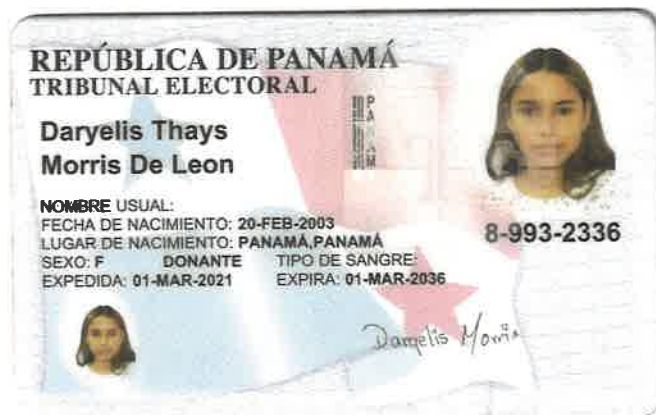 REPÚBLICA DE PANAMÁ
TRIBUNAL ELECTORAL
Daryelis Thays
Morris De Leon
NOMBRE USUAL:
FECHA DE NACIMIENTO: 20-FEB-2003
LUGAR DE NACIMIENTO: PANAMÁ,PANAMÁ
SEXO: F DONANTE TIPO DE SANGRE:
EXPEDIDA: 01-MAR-2021 EXPIRA: 01-MAR-2036
8-993-2336
Daryelis Morris